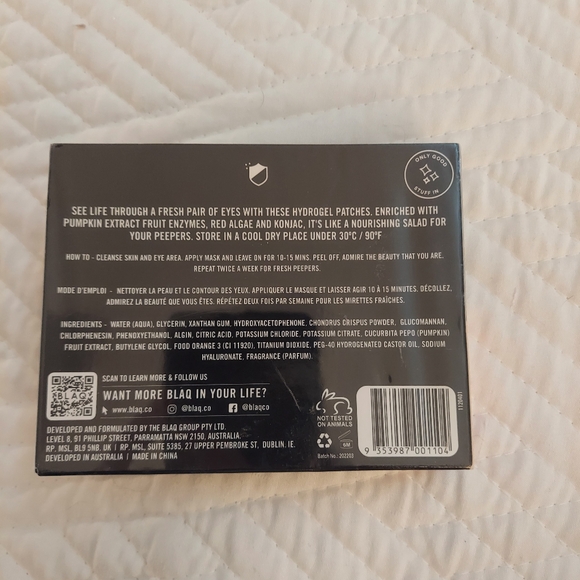 ONLY GOOD
STUFF IN
SEE LIFE THROUGH A FRESH PAIR OF EYES WITH THESE HYDROGEL PATCHES. ENRICHED WITH
PUMPKIN EXTRACT FRUIT ENZYMES, RED ALGAE AND KONJAC, IT'S LIKE A NOURISHING SALAD FOR
YOUR PEEPERS. STORE IN A COOL DRY PLACE UNDER 30°C / 90°F
HOW TO - CLEANSE SKIN AND EYE AREA. APPLY MASK AND LEAVE ON FOR 10-15 MINS. PEEL OFF, ADMIRE THE BEAUTY THAT YOU ARE.
REPEAT TWICE A WEEK FOR FRESH PEEPERS.
MODE D'EMPLOI - NETTOYER LA PEAU ET LE CONTOUR DES YEUX. APPLIQUER LE MASQUE ET LAISSER AGIR 10 À 15 MINUTES. DÉCOLLEZ,
ADMIREZ LA BEAUTÉ QUE VOUS ÊTES. RÉPÉTEZ DEUX FOIS PAR SEMAINE POUR LES MIRETTES FRAÎCHES.
INGREDIENTS - WATER (AQUA), GLYCERIN, XANTHAN GUM, HYDROXYACETOPHENONE, CHONDRUS CRISPUS POWDER, GLUCOMANNAN,
CHLORPHENESIN, PHENOXYETHANOL, ALGIN, CITRIC ACID, POTASSIUM CHLORIDE, POTASSIUM CITRATE, CUCURBITA PEPO (PUMPKIN)
FRUIT EXTRACT, BUTYLENE GLYCOL, FOOD ORANGE 3 (CI 11920), TITANIUM DIOXIDE, PEG-40 HYDROGENATED CASTOR OIL, SODIUM
HYALURONATE, FRAGRANCE (PARFUM).
SCAN TO LEARN MORE & FOLLOW US
WANT MORE BLAQ IN YOUR LIFE?
www.blaq.co @blaq.co @blaqco
BLAQ
DEVELOPED AND FORMULATED BY THE BLAQ GROUP PTY LTD.
LEVEL 8, 91 PHILLIP STREET, PARRAMATTA NSW 2150, AUSTRALIA.
RP, MSL, BL9 5NB. UK | RP. MSL, SUITE 5385, 27 UPPER PEMBROKE ST, DUBLIN, IE.
DEVELOPED IN AUSTRALIA | MADE IN CHINA
NOT TESTED
ON ANIMALS
6M
Batch No.: 202203
9 353987 001104
1120401